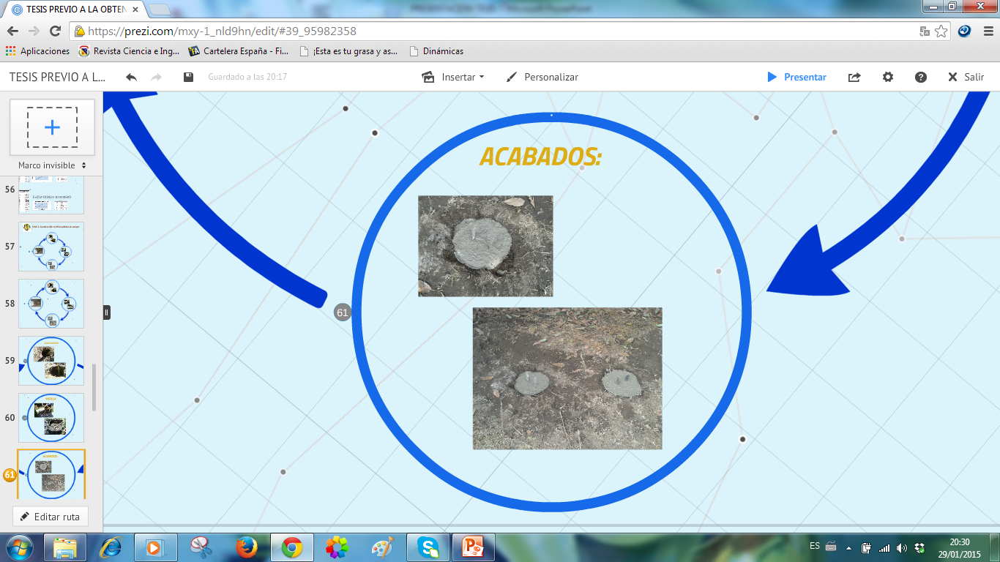 TESIS PREVIO A LA OBTEN
https://prezi.com/mxy-1_nld9hn/edit/#39_95982358
Aplicaciones
Revista Ciencia e Ing...
Cartelera España - Fi...
¡Esta es tu grasa y as...
Dinámicas
TESIS PREVIO A L...
Guardado a las 20:17
Insertar
Personalizar
Presentar
Salir
Marco invisible
56
57
58
59
60
61
Editar ruta
ACABADOS:
61
ES
20:30
29/01/2015